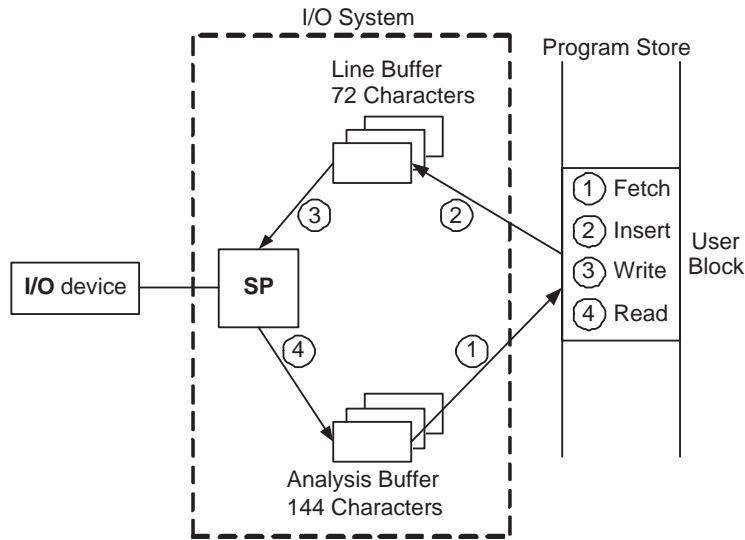 I/O System
Program Store
Line Buffer
72 Characters
1 Fetch
2 Insert
3 Write
4 Read
User
Block
3
2
I/O device
SP
4
1
Analysis Buffer
144 Characters